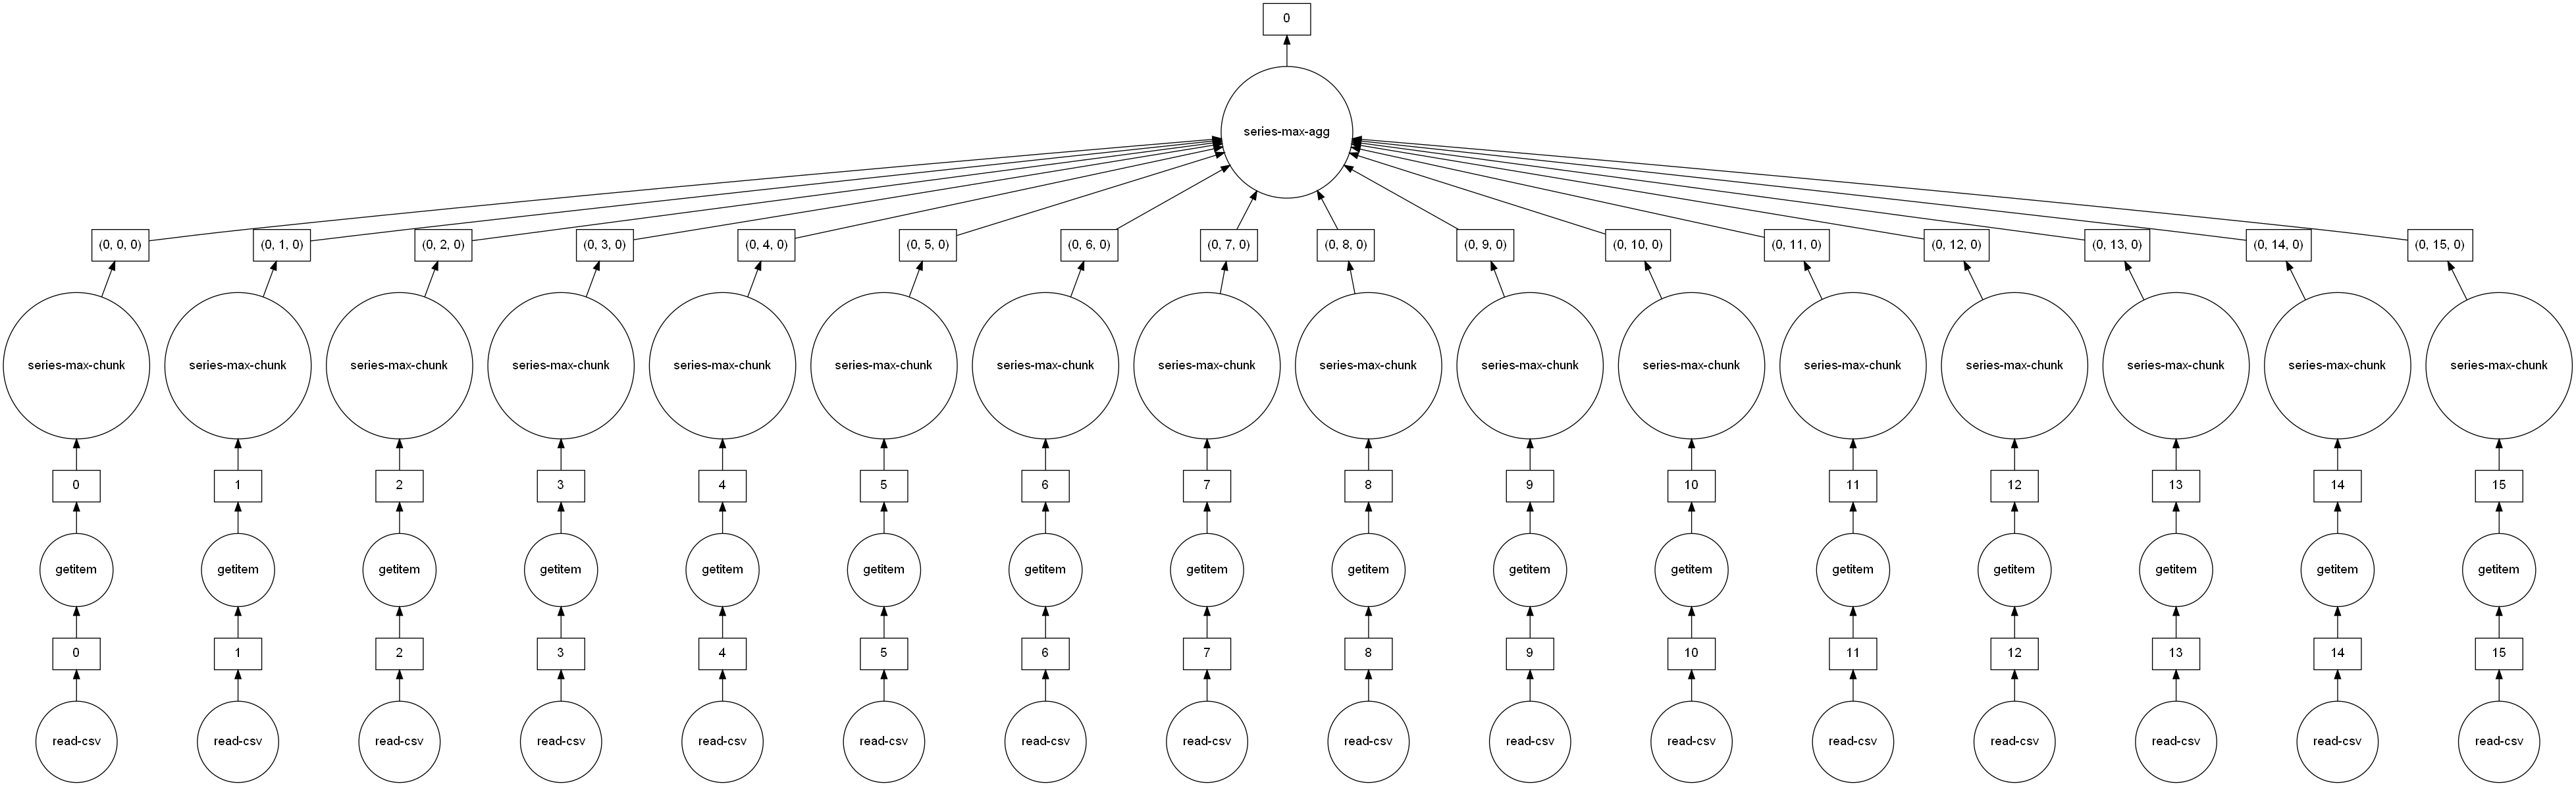 0
series-max-agg
(0, 0, 0) (0, 1, 0) (0, 2, 0) (0, 3, 0) (0, 4, 0) (0, 5, 0) (0, 6, 0) (0, 7, 0) (0, 8, 0) (0, 9, 0) (0, 10, 0) (0, 11, 0) (0, 12, 0) (0, 13, 0) (0, 14, 0) (0, 15, 0)
series-max-chunk series-max-chunk series-max-chunk series-max-chunk series-max-chunk series-max-chunk series-max-chunk series-max-chunk series-max-chunk series-max-chunk series-max-chunk series-max-chunk series-max-chunk series-max-chunk series-max-chunk series-max-chunk
0 1 2 3 4 5 6 7 8 9 10 11 12 13 14 15
getitem getitem getitem getitem getitem getitem getitem getitem getitem getitem getitem getitem getitem getitem getitem getitem
0 1 2 3 4 5 6 7 8 9 10 11 12 13 14 15
read-csv read-csv read-csv read-csv read-csv read-csv read-csv read-csv read-csv read-csv read-csv read-csv read-csv read-csv read-csv read-csv